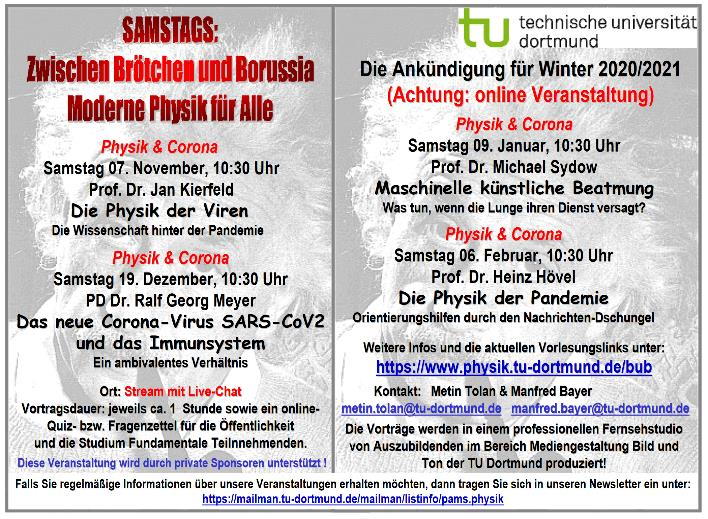 SAMSTAGS:
Zwischen Brötchen und Borussia
Moderne Physik für Alle
Physik & Corona
Samstag 07. November, 10:30 Uhr
Prof. Dr. Jan Kierfeld
Die Physik der Viren
Die Wissenschaft hinter der Pandemie
Physik & Corona
Samstag 19. Dezember, 10:30 Uhr
PD Dr. Ralf Georg Meyer
Das neue Corona-Virus SARS-CoV2
und das Immunsystem
Ein ambivalentes Verhältnis
Ort: Stream mit Live-Chat
Vortragsdauer: jeweils ca. 1 Stunde sowie ein online-
Quiz- bzw. Fragenzettel für die Öffentlichkeit
und die Studium Fundamentale Teilnnehmenden.
Diese Veranstaltung wird durch private Sponsoren unterstützt !
tu technische universität
dortmund
Die Ankündigung für Winter 2020/2021
(Achtung: online Veranstaltung)
Physik & Corona
Samstag 09. Januar, 10:30 Uhr
Prof. Dr. Michael Sydow
Maschinelle künstliche Beatmung
Was tun, wenn die Lunge ihren Dienst versagt?
Physik & Corona
Samstag 06. Februar, 10:30 Uhr
Prof. Dr. Heinz Hövel
Die Physik der Pandemie
Orientierungshilfen durch den Nachrichten-Dschungel
Weitere Infos und die aktuellen Vorlesungslinks unter:
https://www.physik.tu-dortmund.de/bub
Kontakt: Metin Tolan & Manfred Bayer
metin.tolan@tu-dortmund.de manfred.bayer@tu-dortmund.de
Die Vorträge werden in einem professionellen Fernsehstudio
von Auszubildenden im Bereich Mediengestaltung Bild und
Ton der TU Dortmund produziert!
Falls Sie regelmäßige Informationen über unsere Veranstaltungen erhalten möchten, dann tragen Sie sich in unseren Newsletter ein unter:
https://mailman.tu-dortmund.de/mailman/listinfo/pams.physik